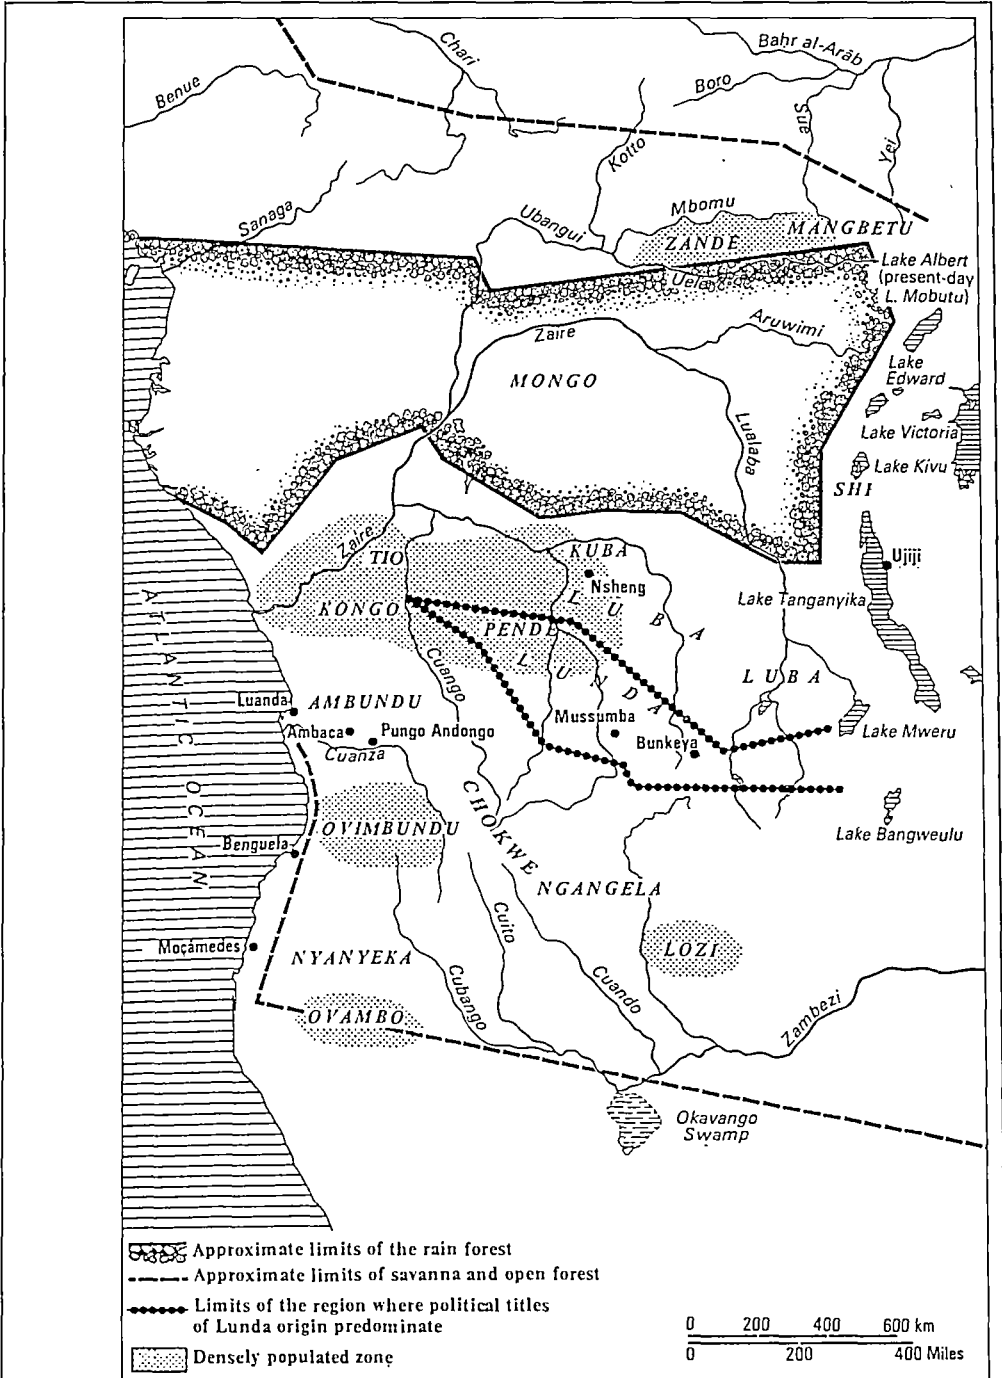 Chari
Baḥr al-Arāb
Benue
Boro
Sue
Yei
Kotto
Sanaga
Mbomu
Ubangui
MANGBETU
ZANDE
Lake Albert
(present-day
L. Mobutu)
Uele
Aruwimi
Zaire
Lake
Edward
MONGO
Lualaba
Lake Victoria
Lake Kivu
SHI
Zaire
TIO
KUBA
Nsheng
Ujiji
Lake Tanganyika
KONGO
LUBA
PENDE
LUNDA
Cuango
LUBA
ATLANTIC OCEAN
Luanda
AMBUNDU
Ambaca
Pungo Andongo
Cuanza
Mussumba
Bunkeya
Lake Mweru
CHOKWE
OVIMBUNDU
Lake Bangweulu
Benguela
NGANGELA
Cuito
LOZI
Moçâmedes
NYANYEKA
Cubango
Cuando
Zambezi
OVAMBO
Okavango
Swamp
Approximate limits of the rain forest
Approximate limits of savanna and open forest
Limits of the region where political titles
of Lunda origin predominate
Densely populated zone
0 200 400 600 km
0 200 400 Miles